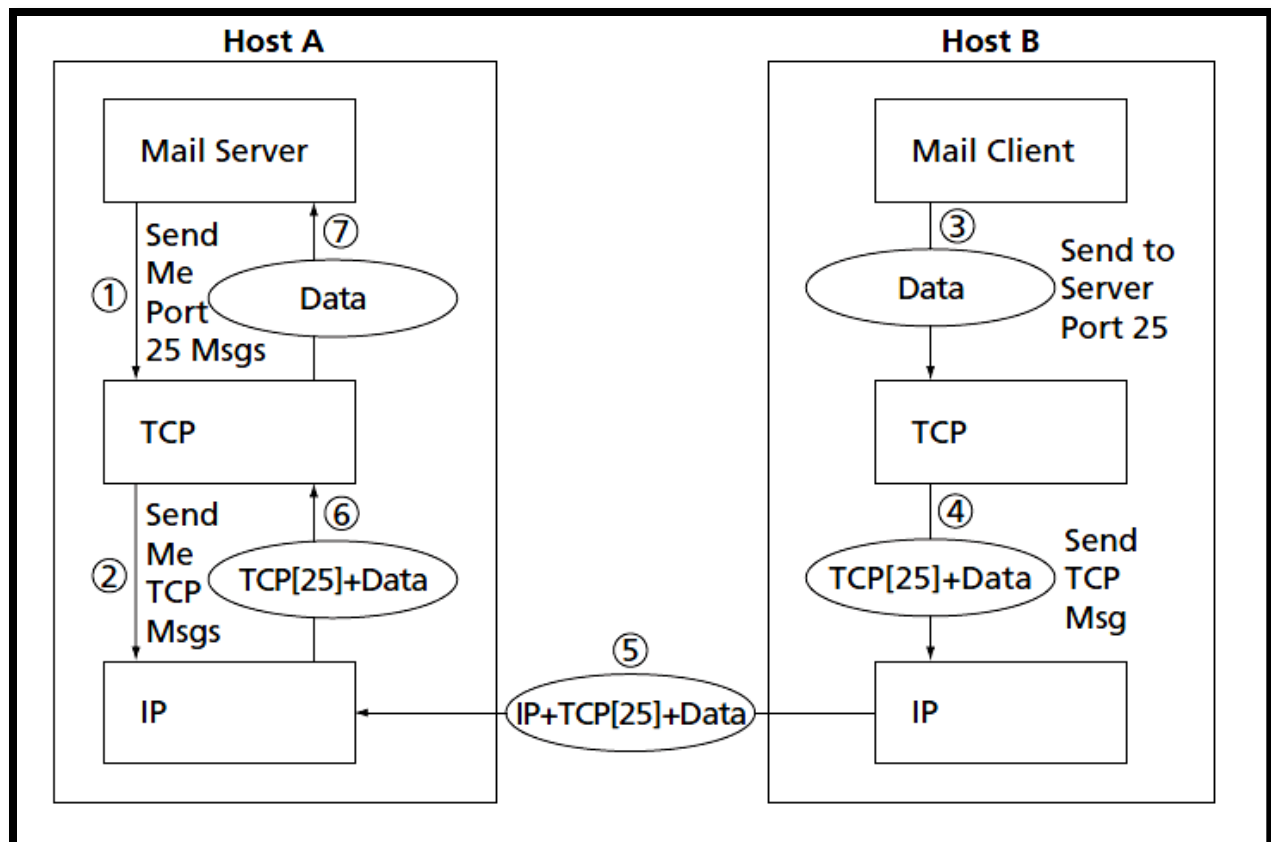 Host A
Host B
Mail Server
Mail Client
①
Send
Me
Port
25 Msgs
⑦
Data
③
Data
Send to
Server
Port 25
TCP
TCP
②
Send
Me
TCP
Msgs
⑥
TCP[25]+Data
④
TCP[25]+Data
Send
TCP
Msg
⑤
IP+TCP[25]+Data
IP
IP